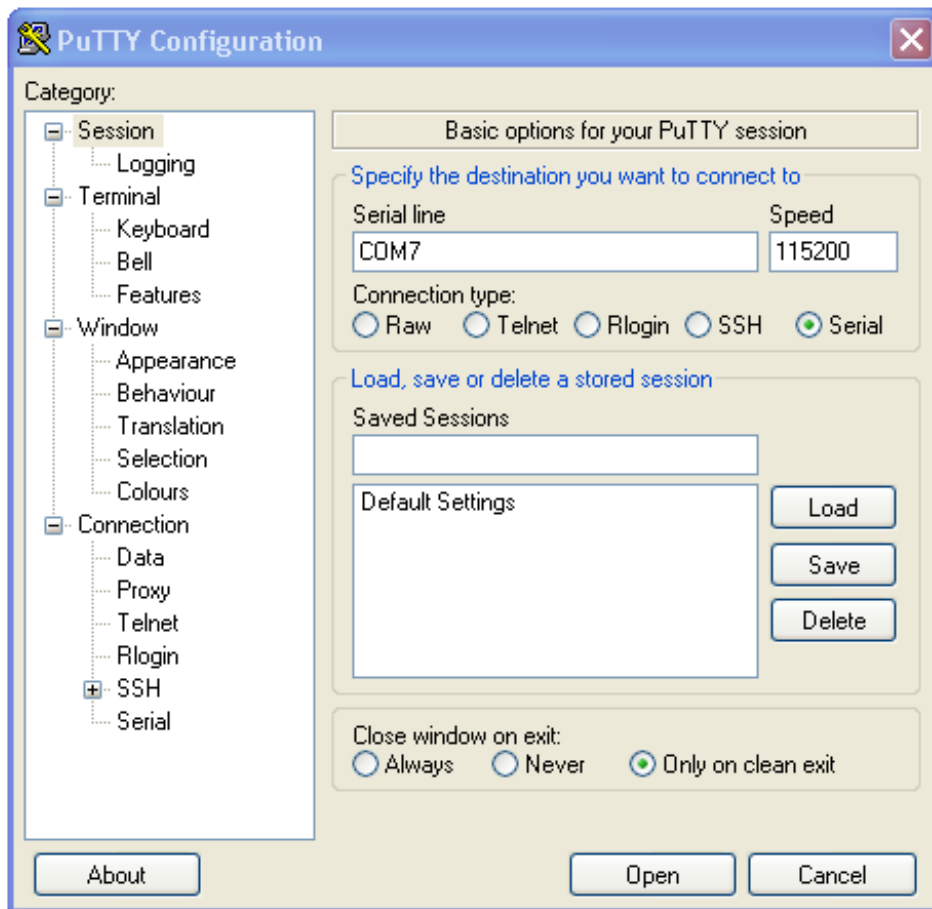 PuTTY Configuration
Category:
Session
Logging
Terminal
Keyboard
Bell
Features
Window
Appearance
Behaviour
Translation
Selection
Colours
Connection
Data
Proxy
Telnet
Rlogin
SSH
Serial
Basic options for your PuTTY session
Specify the destination you want to connect to
Serial line Speed
COM7 115200
Connection type:
Raw Telnet Rlogin SSH Serial
Load, save or delete a stored session
Saved Sessions
Default Settings
Load
Save
Delete
Close window on exit:
Always Never Only on clean exit
About Open Cancel